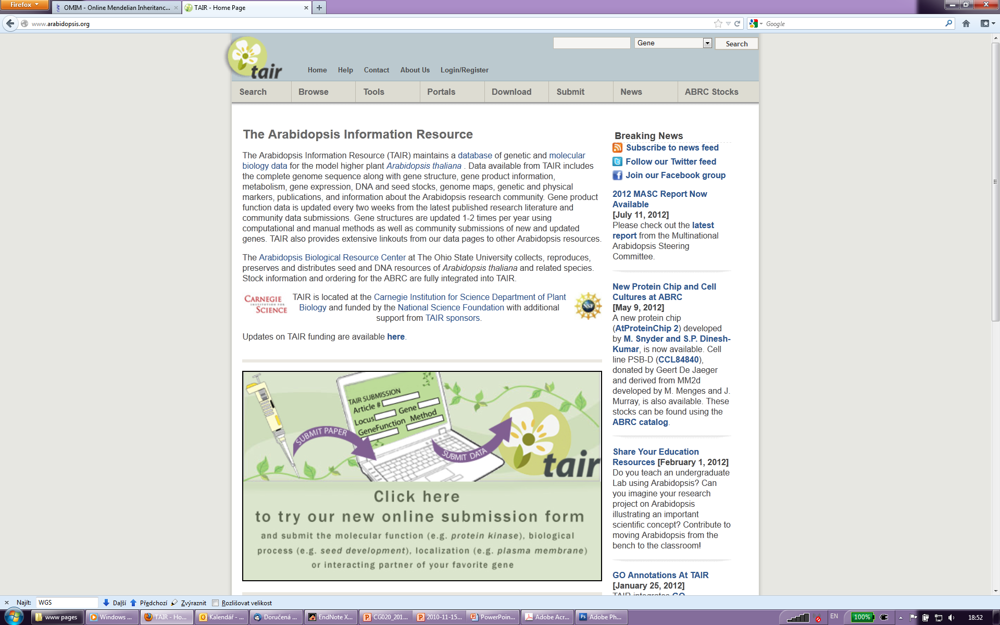 Firefox
OMIM - Online Mendelian Inheritanc...
TAIR - Home Page
www.arabidopsis.org
Google
Gene
Search
tair
Home Help Contact About Us Login/Register
Search Browse Tools Portals Download Submit News ABRC Stocks
The Arabidopsis Information Resource
The Arabidopsis Information Resource (TAIR) maintains a database of genetic and molecular
biology data for the model higher plant Arabidopsis thaliana . Data available from TAIR includes
the complete genome sequence along with gene structure, gene product information,
metabolism, gene expression, DNA and seed stocks, genome maps, genetic and physical
markers, publications, and information about the Arabidopsis research community. Gene product
function data is updated every two weeks from the latest published research literature and
community data submissions. Gene structures are updated 1-2 times per year using
computational and manual methods as well as community submissions of new and updated
genes. TAIR also provides extensive linkouts from our data pages to other Arabidopsis resources.
The Arabidopsis Biological Resource Center at The Ohio State University collects, reproduces,
preserves and distributes seed and DNA resources of Arabidopsis thaliana and related species.
Stock information and ordering for the ABRC are fully integrated into TAIR.
CARNEGIE
INSTITUTION FOR
SCIENCE
TAIR is located at the Carnegie Institution for Science Department of Plant
Biology and funded by the National Science Foundation with additional
support from TAIR sponsors.
NSF
Updates on TAIR funding are available here.
TAIR SUBMISSION
Article #
Locus Gene
GeneFunction Method
SUBMIT PAPER
SUBMIT DATA
tair
Click here
to try our new online submission form
and submit the molecular function (e.g. protein kinase), biological
process (e.g. seed development), localization (e.g. plasma membrane)
or interacting partner of your favorite gene
Breaking News
Subscribe to news feed
Follow our Twitter feed
Join our Facebook group
2012 MASC Report Now
Available
[July 11, 2012]
Please check out the latest
report from the Multinational
Arabidopsis Steering
Committee.
New Protein Chip and Cell
Cultures at ABRC
[May 9, 2012]
A new protein chip
(AtProteinChip 2) developed
by M. Snyder and S.P. Dinesh-
Kumar, is now available. Cell
line PSB-D (CCL84840),
donated by Geert De Jaeger
and derived from MM2d
developed by M. Menges and J.
Murray, is also available. These
stocks can be found using the
ABRC catalog.
Share Your Education
Resources [February 1, 2012]
Do you teach an undergraduate
Lab using Arabidopsis? Can
you imagine your research
project on Arabidopsis
illustrating an important
scientific concept? Contribute to
moving Arabidopsis from the
bench to the classroom!
GO Annotations At TAIR
[January 25, 2012]
TAIR integrates GO
Najít: WGS Další Předchozí Zvýraznit Rozlišovat velikost
www pages Windows ... TAIR - Ho... Kalendář - ... Doručená ... EndNote X... CG020_201... 2010-11-15... PowerPoin... Adobe Acr... Adobe Ph... EN 100% 18:52